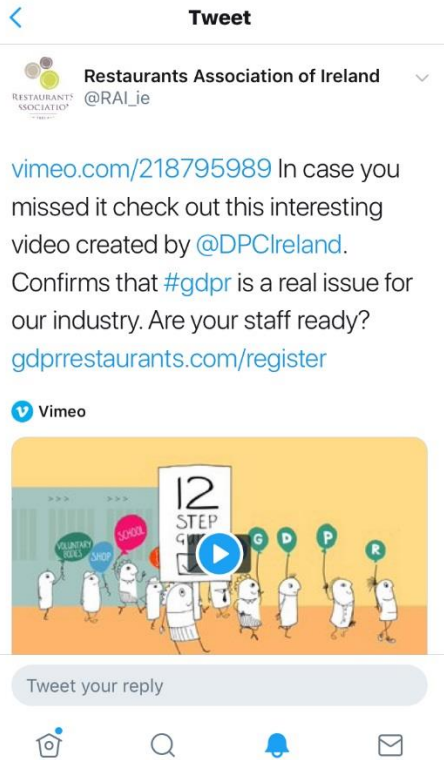 Tweet
Restaurants Association of Ireland
RESTAURANTS
@RAI_ie
vimeo.com/218795989 In case you
missed it check out this interesting
video created by @DPCIreland.
Confirms that #gdpr is a real issue for
our industry. Are your staff ready?
gdprrestaurants.com/register
Vimeo
>>> >>>
12
STEP
SCHOOL
VOLUNTARY
BODIES
SHOP
G D P R
Tweet your reply